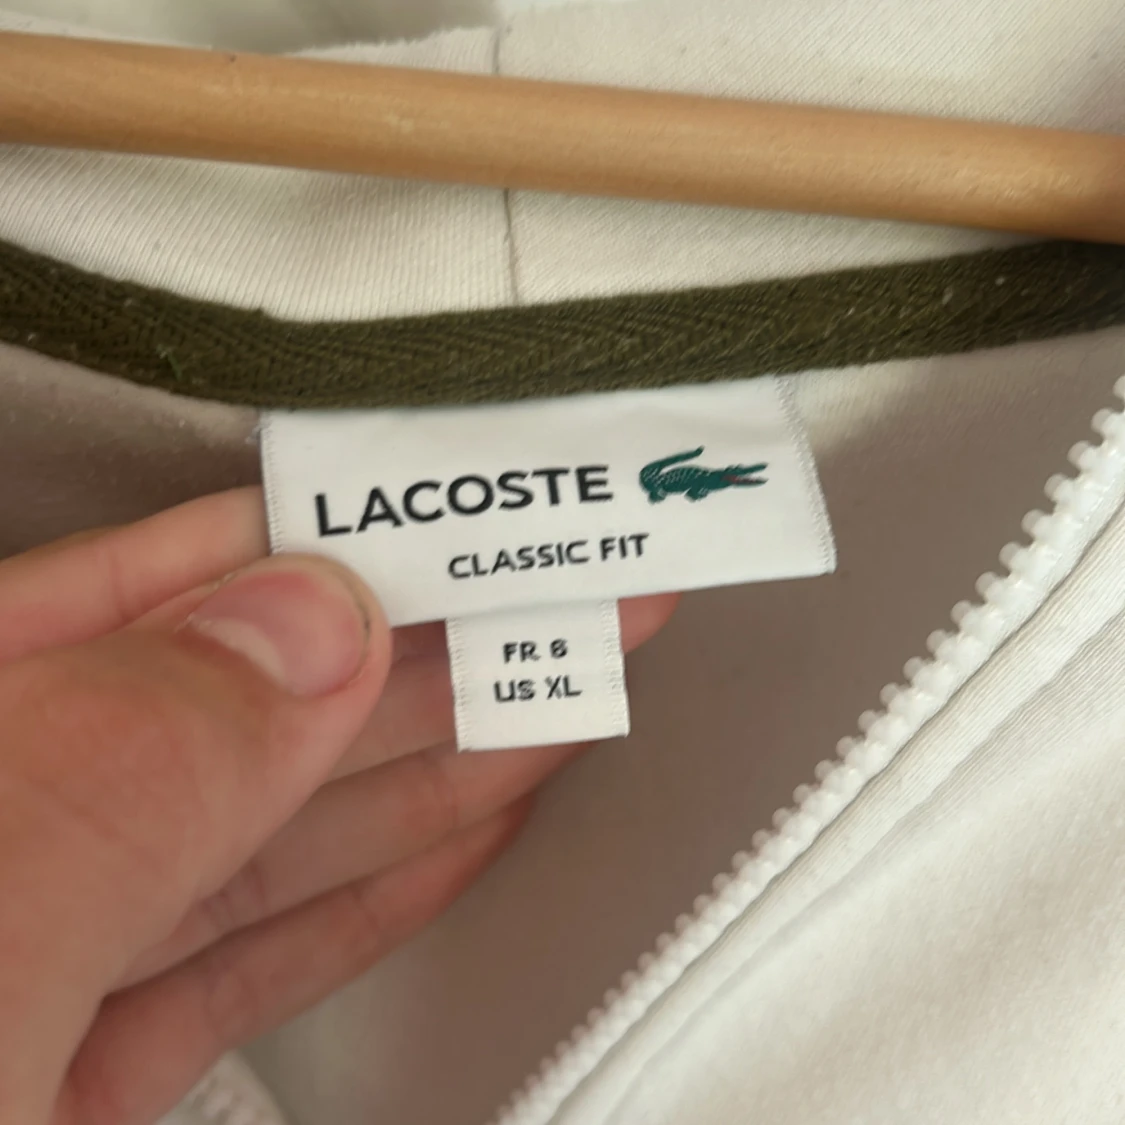 LACOSTE
CLASSIC FIT
FR 6
US XL